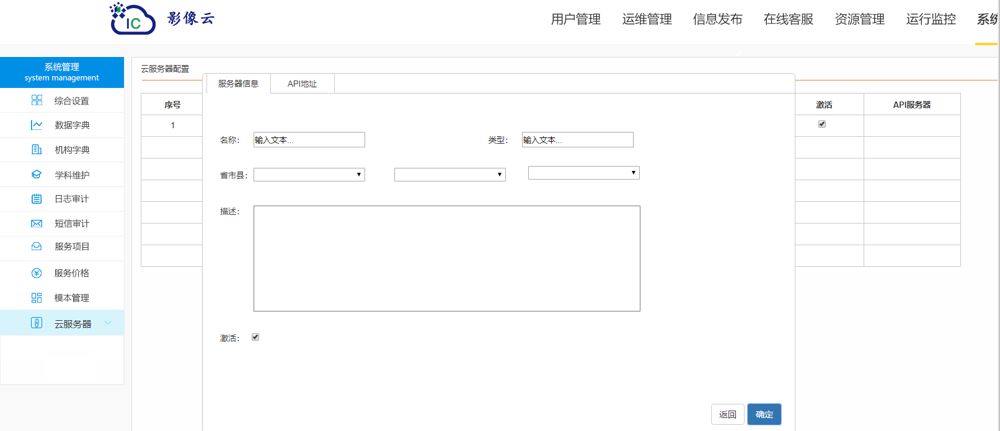 IC 影像云
用户管理 运维管理 信息发布 在线客服 资源管理 运行监控 系统
系统管理
system management
综合设置
数据字典
机构字典
学科维护
日志审计
短信审计
服务项目
服务价格
模本管理
云服务器
云服务器配置
服务器信息 API地址
序号 激活 API服务器
1
名称： 输入文本... 类型： 输入文本...
省市县：
描述：
激活：
返回 确定